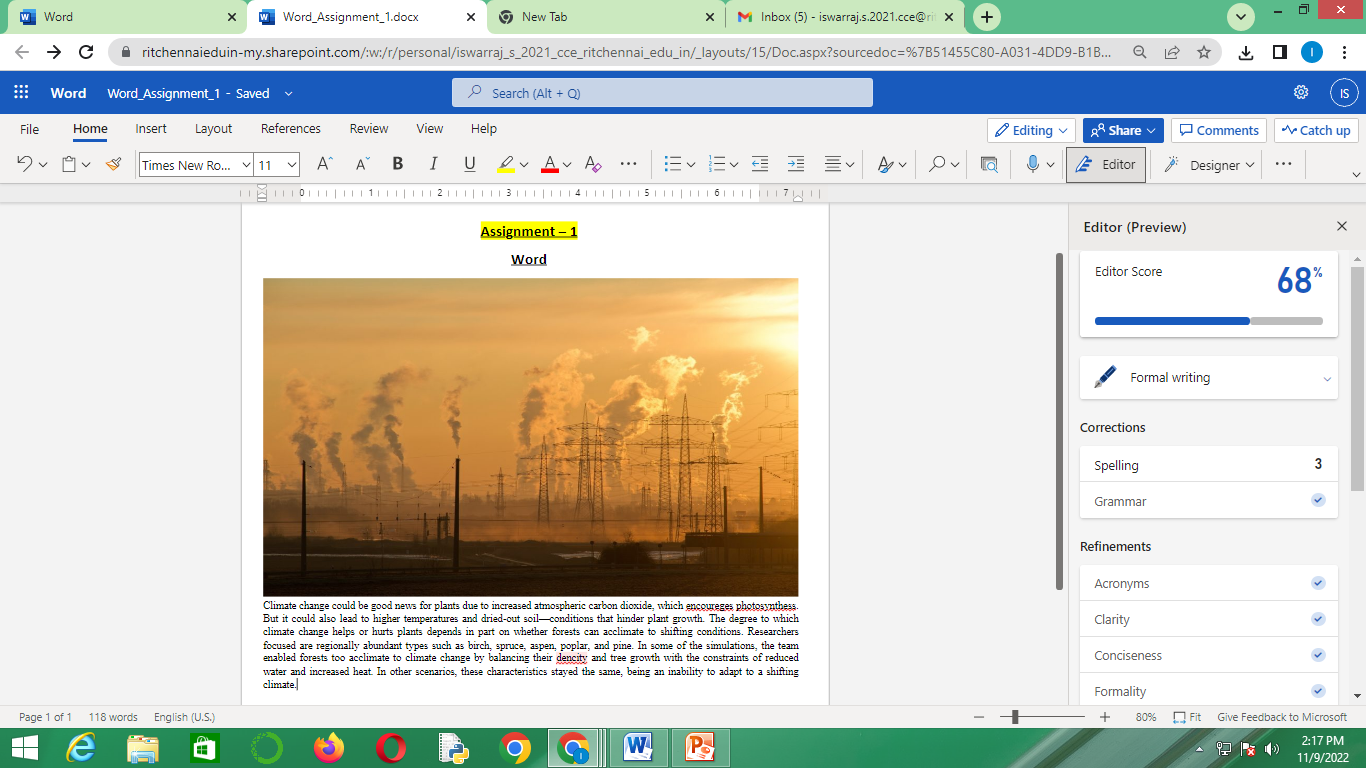 Word
Word_Assignment_1.docx
New Tab
Inbox (5) - iswarraj.s.2021.cce@ri
ritchennaieduin-my.sharepoint.com/:w:/r/personal/iswarraj_s_2021_cce_ritchennai_edu_in/_layouts/15/Doc.aspx?sourcedoc=%7B51455C80-A031-4DD9-B1B...
I
Word Word_Assignment_1 - Saved
Search (Alt + Q)
IS
File Home Insert Layout References Review View Help
Editing Share Comments Catch up
Times New Ro... 11 B I U A Editor Designer
0 1 2 3 4 5 6 7
Assignment – 1
Word
Climate change could be good news for plants due to increased atmospheric carbon dioxide, which encoureges photosynthess.
But it could also lead to higher temperatures and dried-out soil—conditions that hinder plant growth. The degree to which
climate change helps or hurts plants depends in part on whether forests can acclimate to shifting conditions. Researchers
focused are regionally abundant types such as birch, spruce, aspen, poplar, and pine. In some of the simulations, the team
enabled forests too acclimate to climate change by balancing their dencity and tree growth with the constraints of reduced
water and increased heat. In other scenarios, these characteristics stayed the same, being an inability to adapt to a shifting
climate.
Editor (Preview)
Editor Score 68%
Formal writing
Corrections
Spelling 3
Grammar
Refinements
Acronyms
Clarity
Conciseness
Formality
Page 1 of 1 118 words English (U.S.)
80% Fit Give Feedback to Microsoft
2:17 PM
11/9/2022